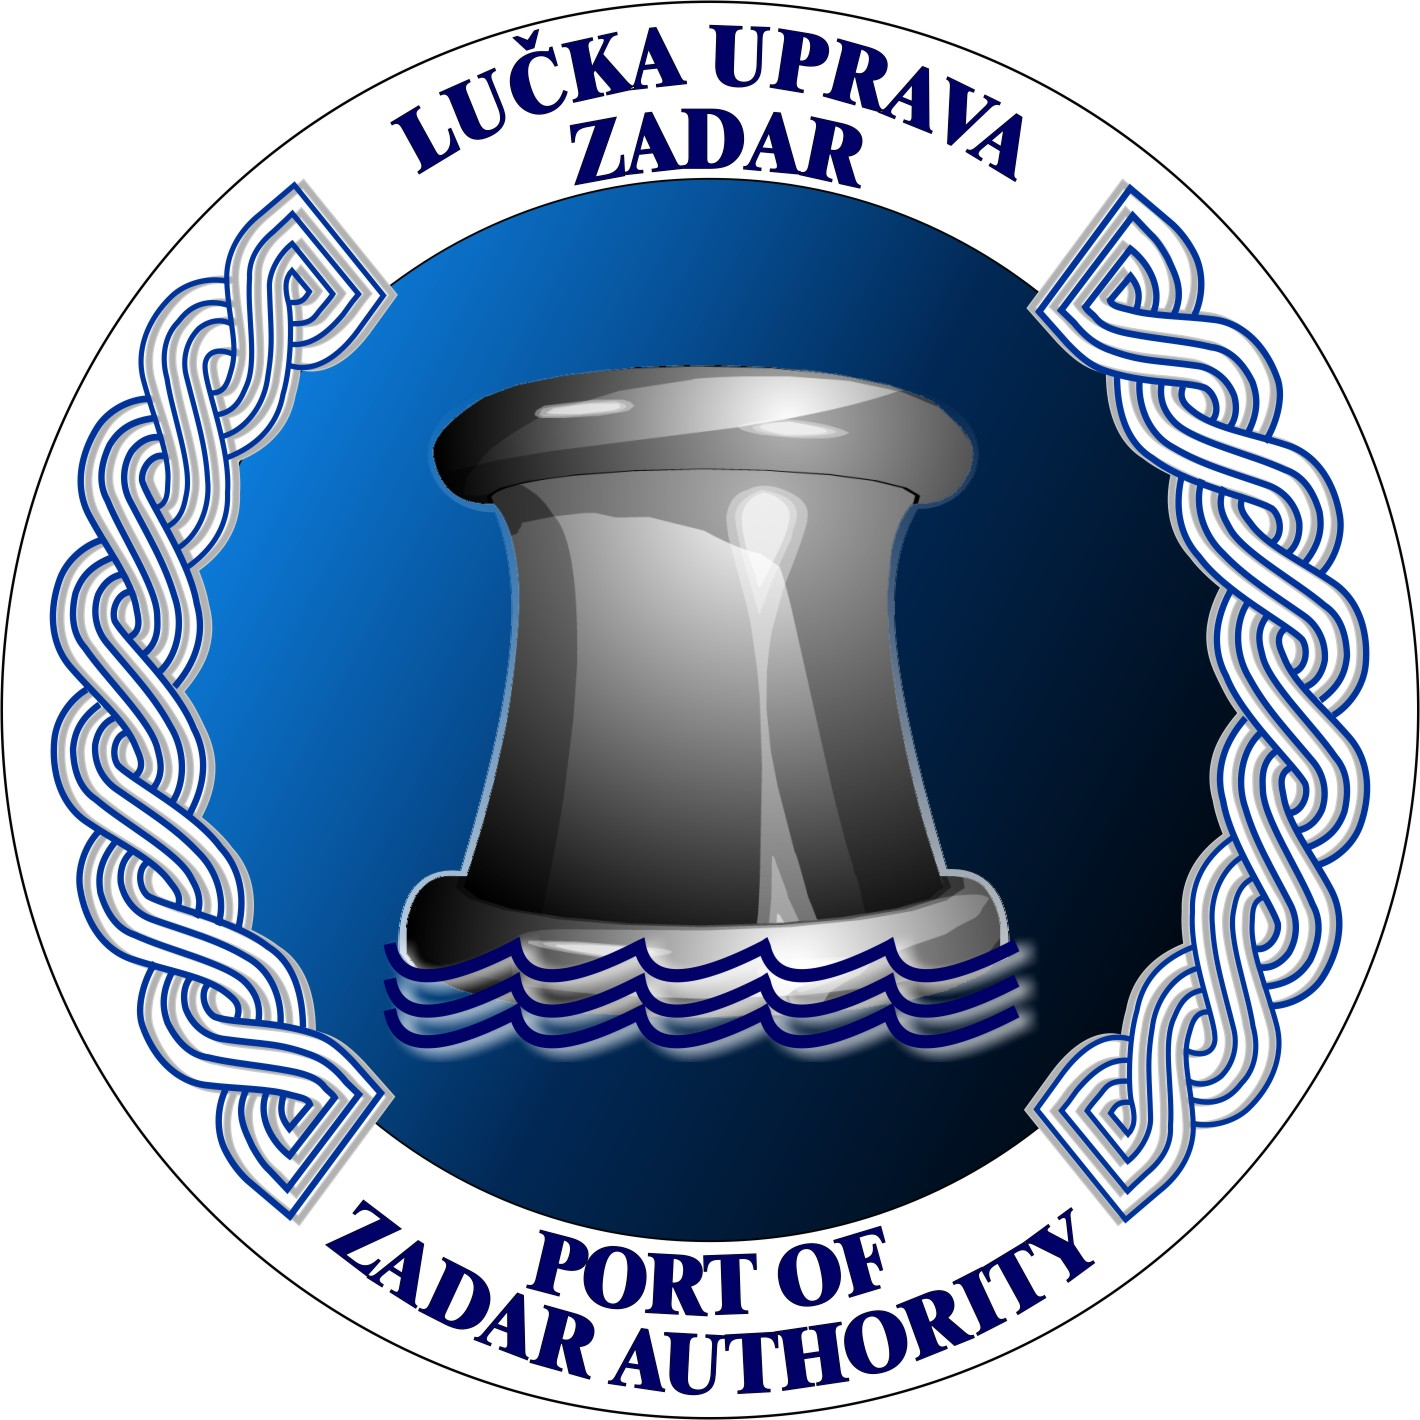 LUČKA UPRAVA
ZADAR
PORT OF
ZADAR AUTHORITY